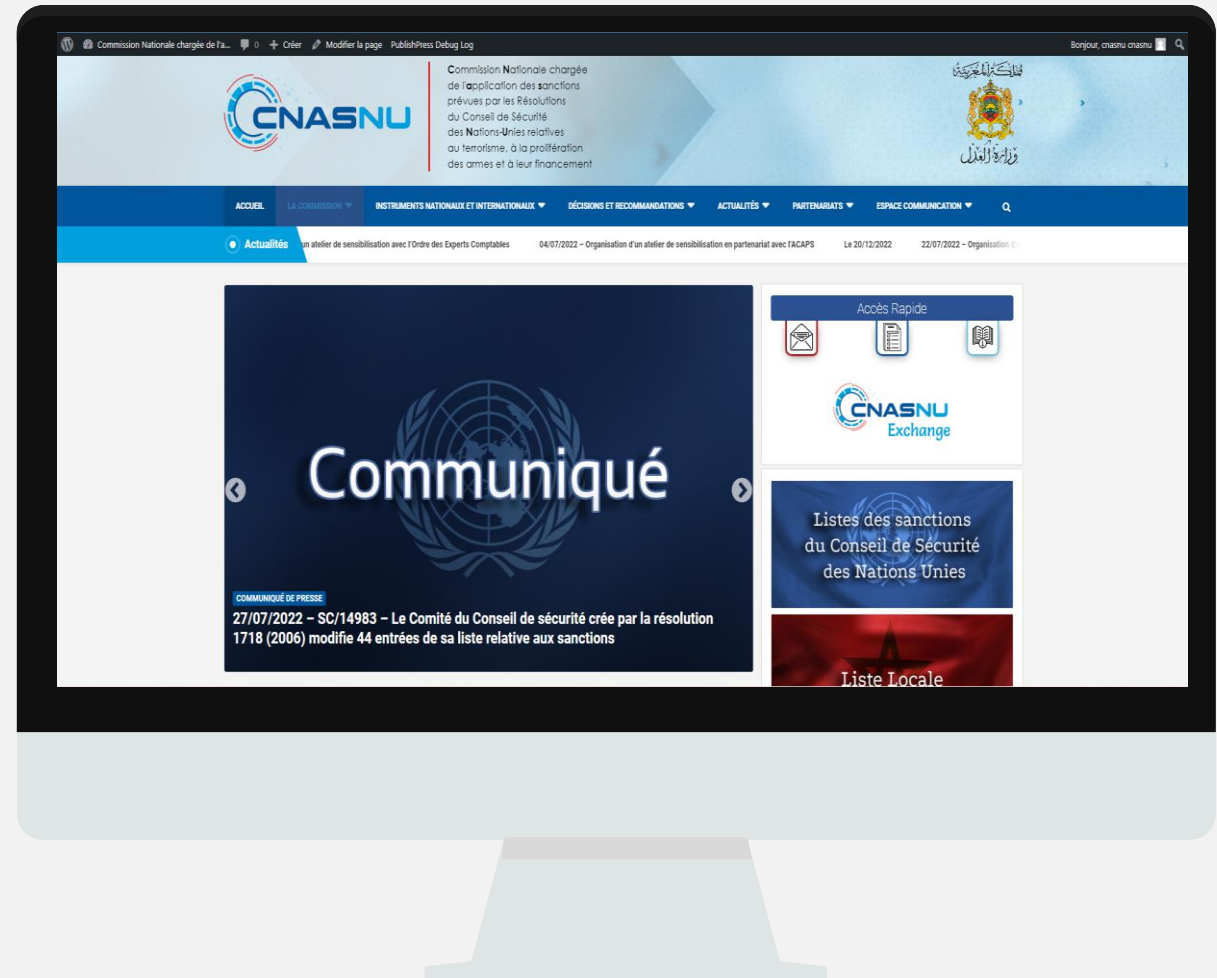 Commission Nationale chargée de l'a... 0 Créer Modifier la page PublishPress Debug Log Bonjour, cnasnu cnasnu
CNASNU
Commission Nationale chargée
de l'application des sanctions
prévues par les Résolutions
du Conseil de Sécurité
des Nations-Unies relatives
au terrorisme, à la prolifération
des armes et à leur financement
المملكة المغربية
وزارة العدل
ACCUEIL LA COMMISSION INSTRUMENTS NATIONAUX ET INTERNATIONAUX DÉCISIONS ET RECOMMANDATIONS ACTUALITÉS PARTENARIATS ESPACE COMMUNICATION
Actualités un atelier de sensibilisation avec l'Ordre des Experts Comptables 04/07/2022 – Organisation d'un atelier de sensibilisation en partenariat avec l'ACAPS Le 20/12/2022 22/07/2022 – Organisation
Communiqué
COMMUNIQUÉ DE PRESSE
27/07/2022 – SC/14983 – Le Comité du Conseil de sécurité crée par la résolution
1718 (2006) modifie 44 entrées de sa liste relative aux sanctions
Accès Rapide
CNASNU
Exchange
Listes des sanctions
du Conseil de Sécurité
des Nations Unies
Liste Locale